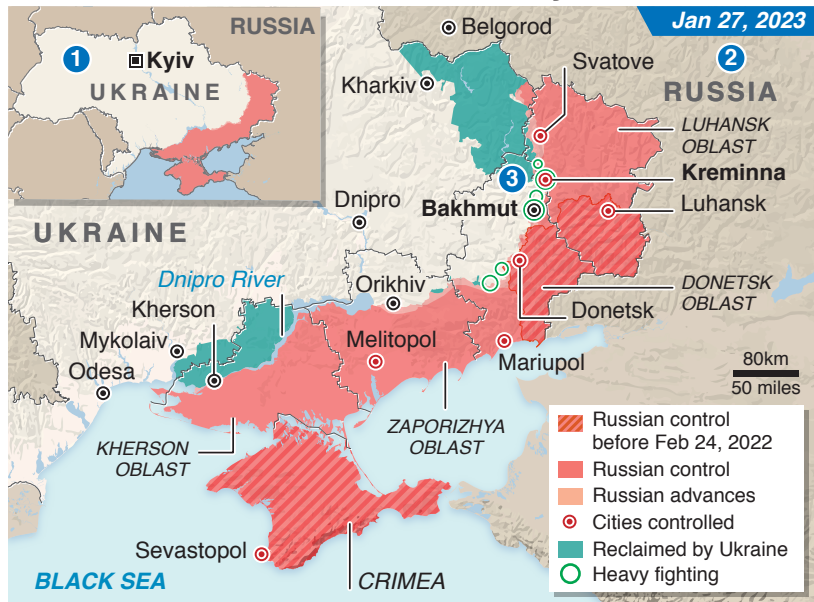 Jan 27, 2023
1
RUSSIA
Kyiv
UKRAINE
Belgorod
Kharkiv
Svatove
2
RUSSIA
LUHANSK
OBLAST
Kreminna
3
Bakhmut
Luhansk
Dnipro
UKRAINE
Dnipro River
Orikhiv
DONETSK
OBLAST
Kherson
Donetsk
Mykolaiv
Melitopol
Mariupol
Odesa
80km
50 miles
KHERSON
OBLAST
ZAPORIZHYA
OBLAST
Sevastopol
CRIMEA
BLACK SEA
Russian control
before Feb 24, 2022
Russian control
Russian advances
Cities controlled
Reclaimed by Ukraine
Heavy fighting